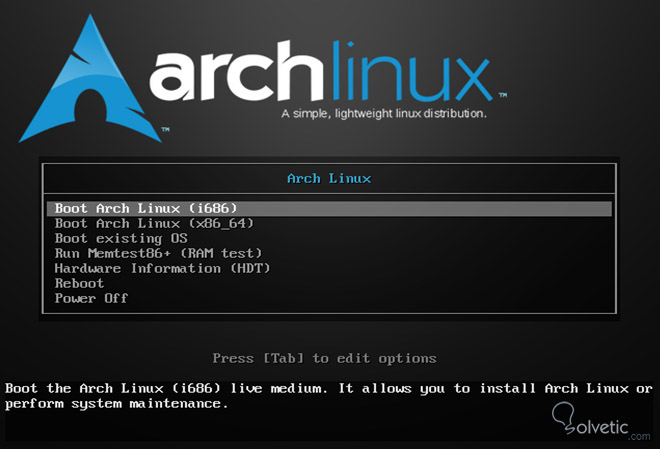 archlinux™
A simple, lightweight linux distribution.
™
Arch Linux
Boot Arch Linux (i686)
Boot Arch Linux (x86_64)
Boot existing OS
Run Memtest86+ (RAM test)
Hardware Information (HDT)
Reboot
Power Off
Press [Tab] to edit options
Boot the Arch Linux (i686) live medium. It allows you to install Arch Linux or
perform system maintenance.
Solvetic.com